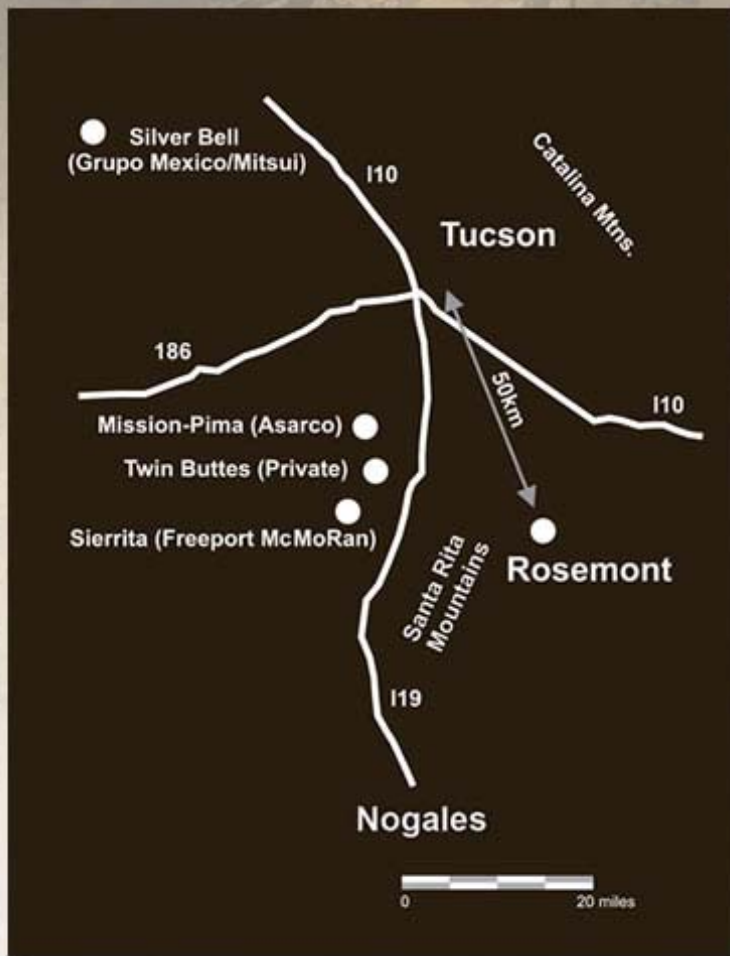 Silver Bell
(Grupo Mexico/Mitsui)
I10
Catalina Mtns.
Tucson
186
50km
I10
Mission-Pima (Asarco)
Twin Buttes (Private)
Sierrita (Freeport McMoRan)
Santa Rita
Mountains
Rosemont
I19
Nogales
0
20 miles